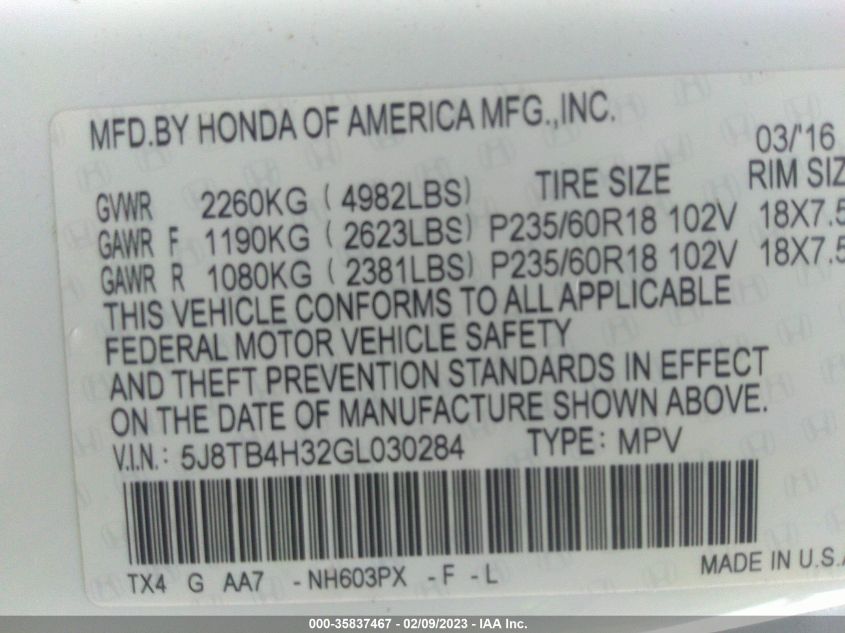 MFD.BY HONDA OF AMERICA MFG.,INC.
03/'16
GVWR 2260KG ( 4982LBS) TIRE SIZE RIM SIZ
GAWR F 1190KG ( 2623LBS) P235/60R18 102V 18X7.5
GAWR R 1080KG ( 2381LBS) P235/60R18 102V 18X7.5
THIS VEHICLE CONFORMS TO ALL APPLICABLE
FEDERAL MOTOR VEHICLE SAFETY
AND THEFT PREVENTION STANDARDS IN EFFECT
ON THE DATE OF MANUFACTURE SHOWN ABOVE.
V.I.N.: 5J8TB4H32GL030284 TYPE: MPV
TX4 G AA7 -NH603PX -F -L MADE IN U.S.A
000-35837467 - 02/09/2023 - IAA Inc.